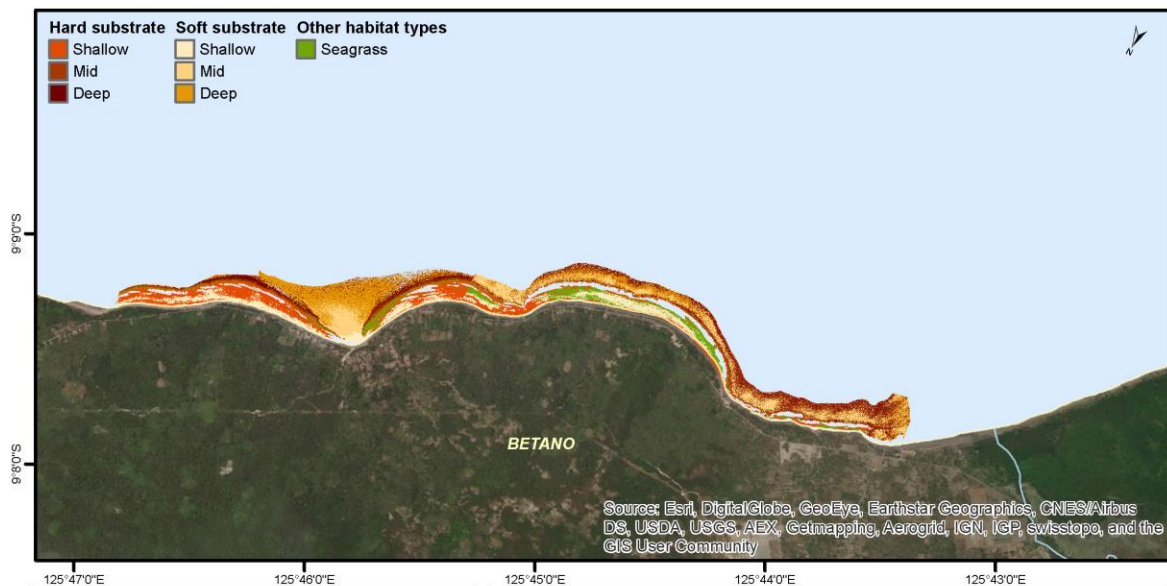 Hard substrate Soft substrate Other habitat types
Shallow Shallow Seagrass
Mid Mid
Deep Deep
N
9°9'0"S
BETANO
9°8'0"S
Source: Esri, DigitalGlobe, GeoEye, Earthstar Geographics, CNES/Airbus
DS, USDA, USGS, AEX, Getmapping, Aerogrid, IGN, IGP, swisstopo, and the
GIS User Community
125°47'0"E 125°46'0"E 125°45'0"E 125°44'0"E 125°43'0"E